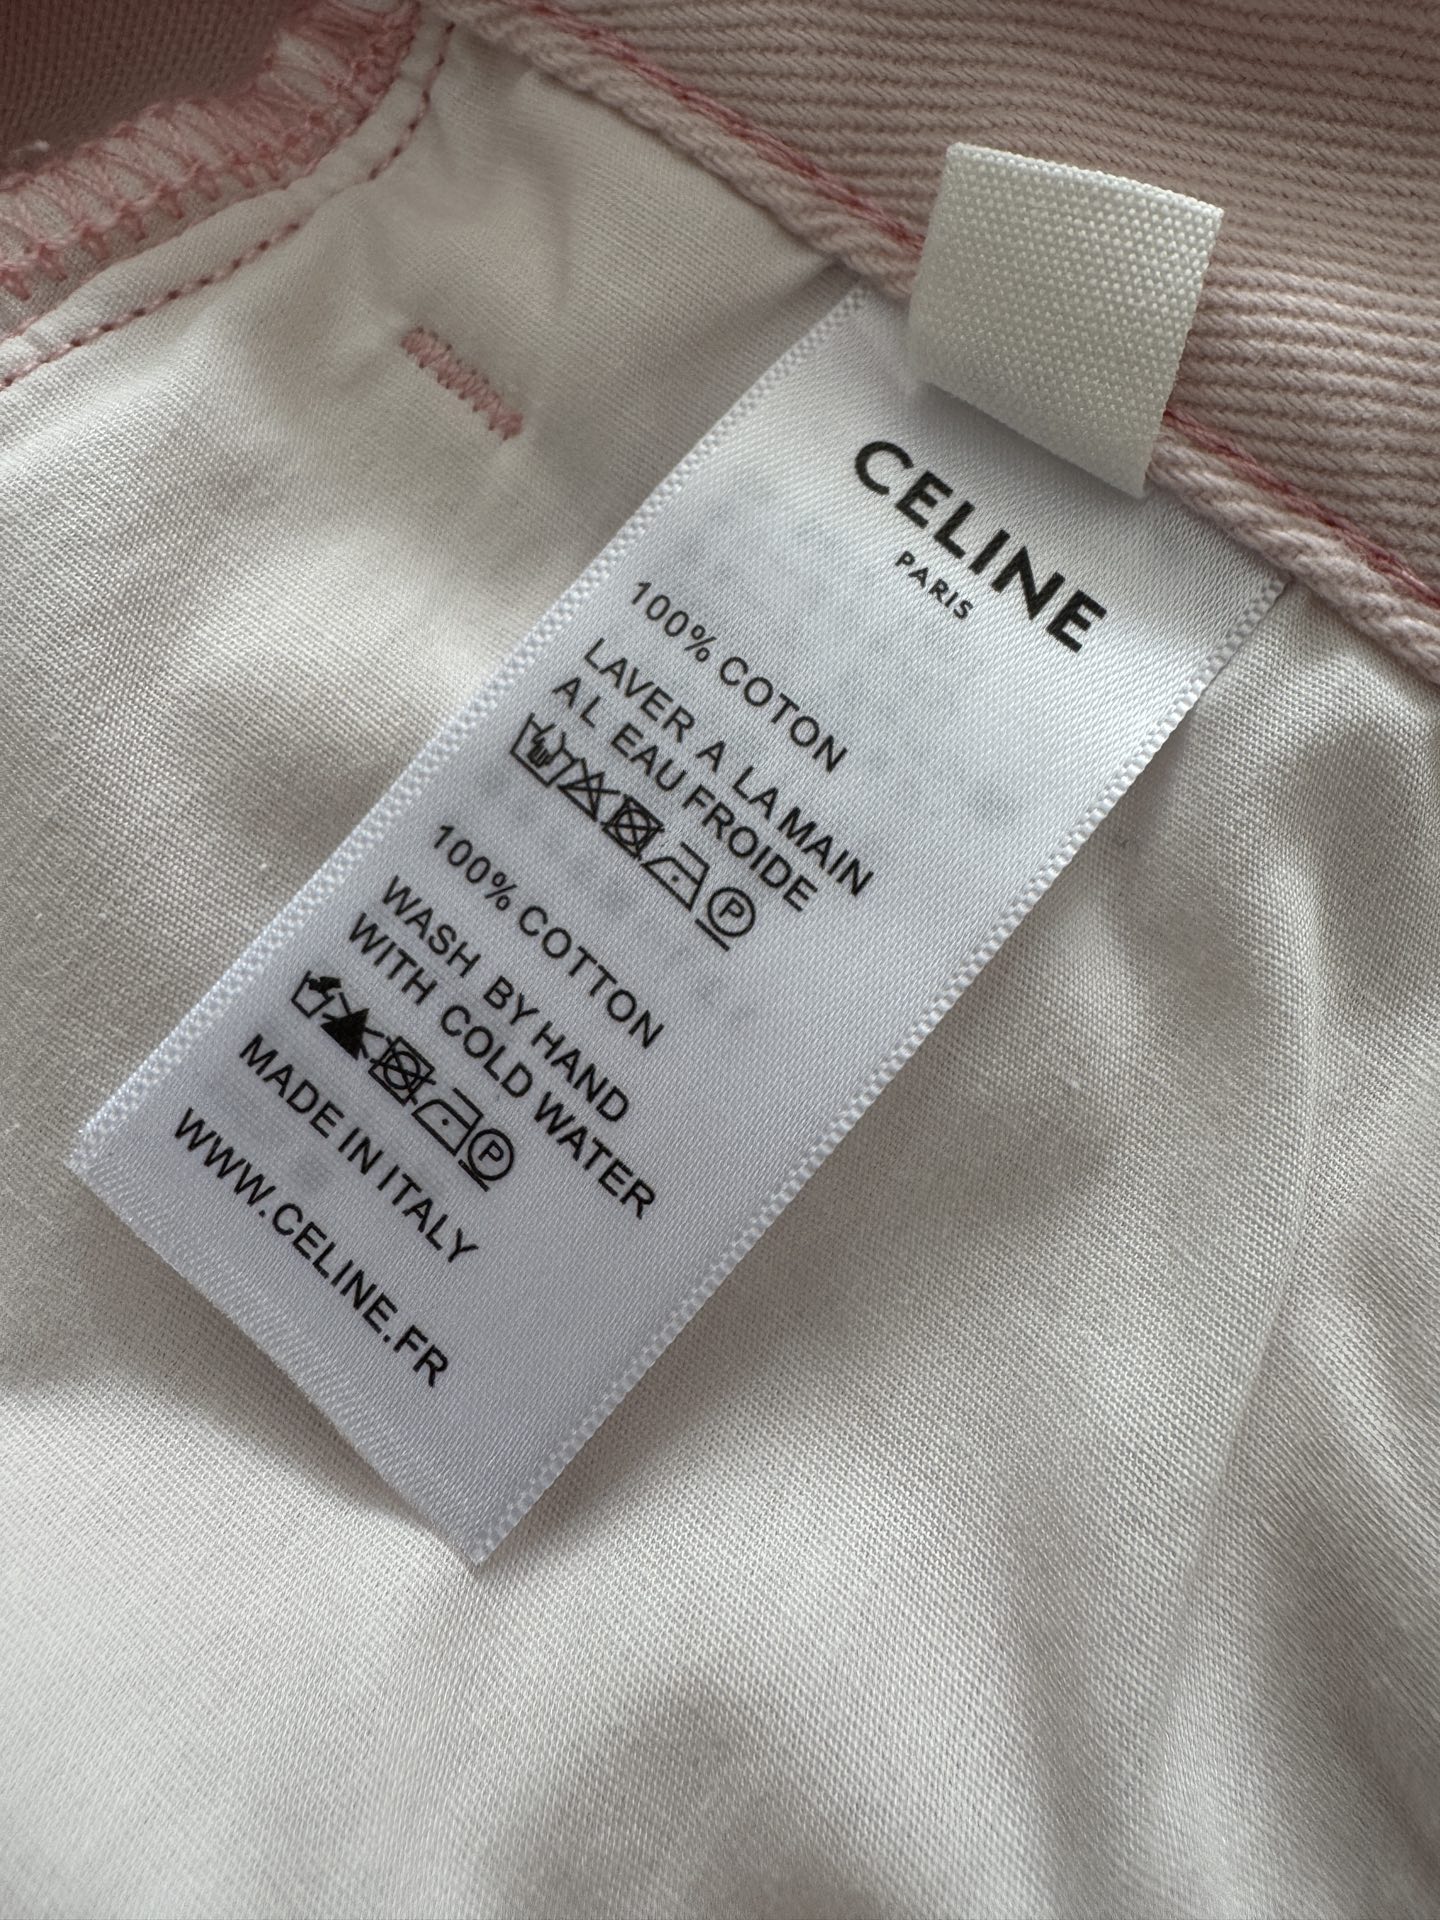 CELINE
PARIS
100% COTON
LAVER A LA MAIN
AL EAU FROIDE
P
100% COTTON
WASH BY HAND
WITH COLD WATER
P
MADE IN ITALY
WWW.CELINE.FR